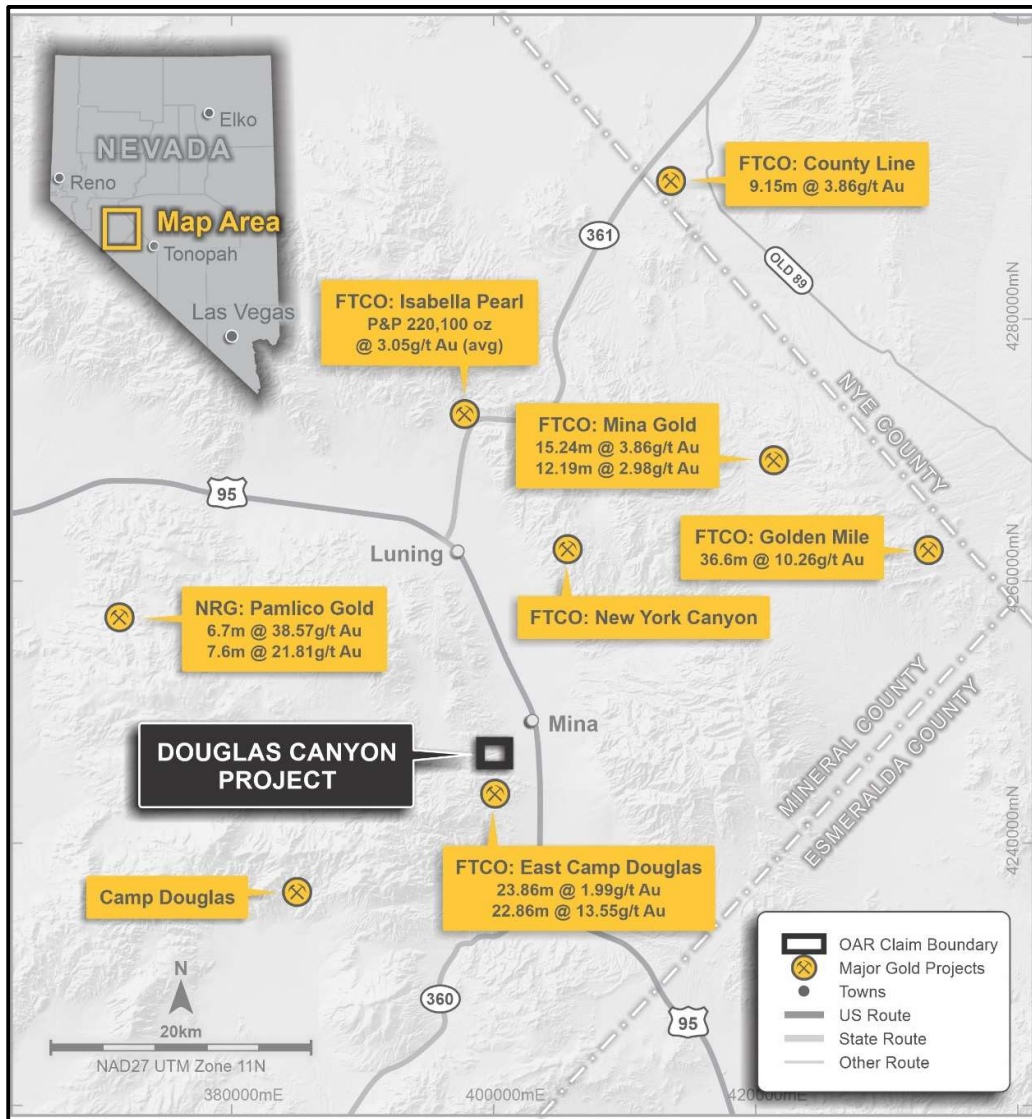 Elko
NEVADA
Reno
Map Area
Tonopah
Las Vegas
FTCO: County Line
9.15m @ 3.86g/t Au
361
OLD 89
4280000mN
FTCO: Isabella Pearl
P&P 220,100 oz
@ 3.05g/t Au (avg)
NYE COUNTY
FTCO: Mina Gold
15.24m @ 3.86g/t Au
12.19m @ 2.98g/t Au
95
Luning
FTCO: Golden Mile
36.6m @ 10.26g/t Au
4260000mN
NRG: Pamlico Gold
6.7m @ 38.57g/t Au
7.6m @ 21.81g/t Au
FTCO: New York Canyon
Mina
DOUGLAS CANYON
PROJECT
MINERAL COUNTY
ESMERALDA COUNTY
4240000mN
FTCO: East Camp Douglas
23.86m @ 1.99g/t Au
22.86m @ 13.55g/t Au
Camp Douglas
N
20km
NAD27 UTM Zone 11N
360
95
OAR Claim Boundary
Major Gold Projects
Towns
US Route
State Route
Other Route
380000mE
400000mE
420000mE